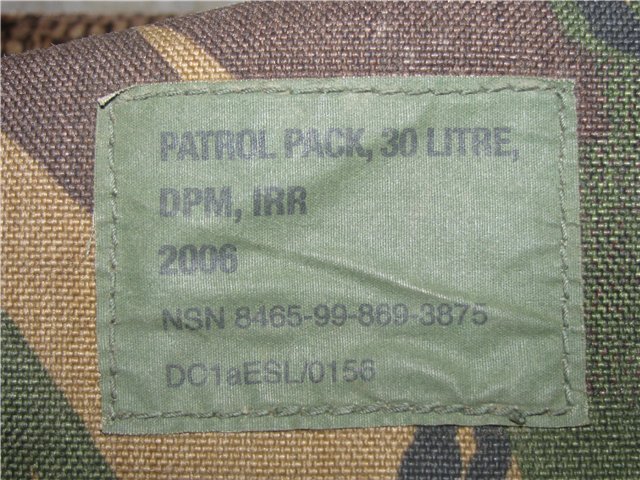 PATROL PACK, 30 LITRE,
DPM, IRR
2006
NSN 8465-99-869-3875
DC1aESL/0156